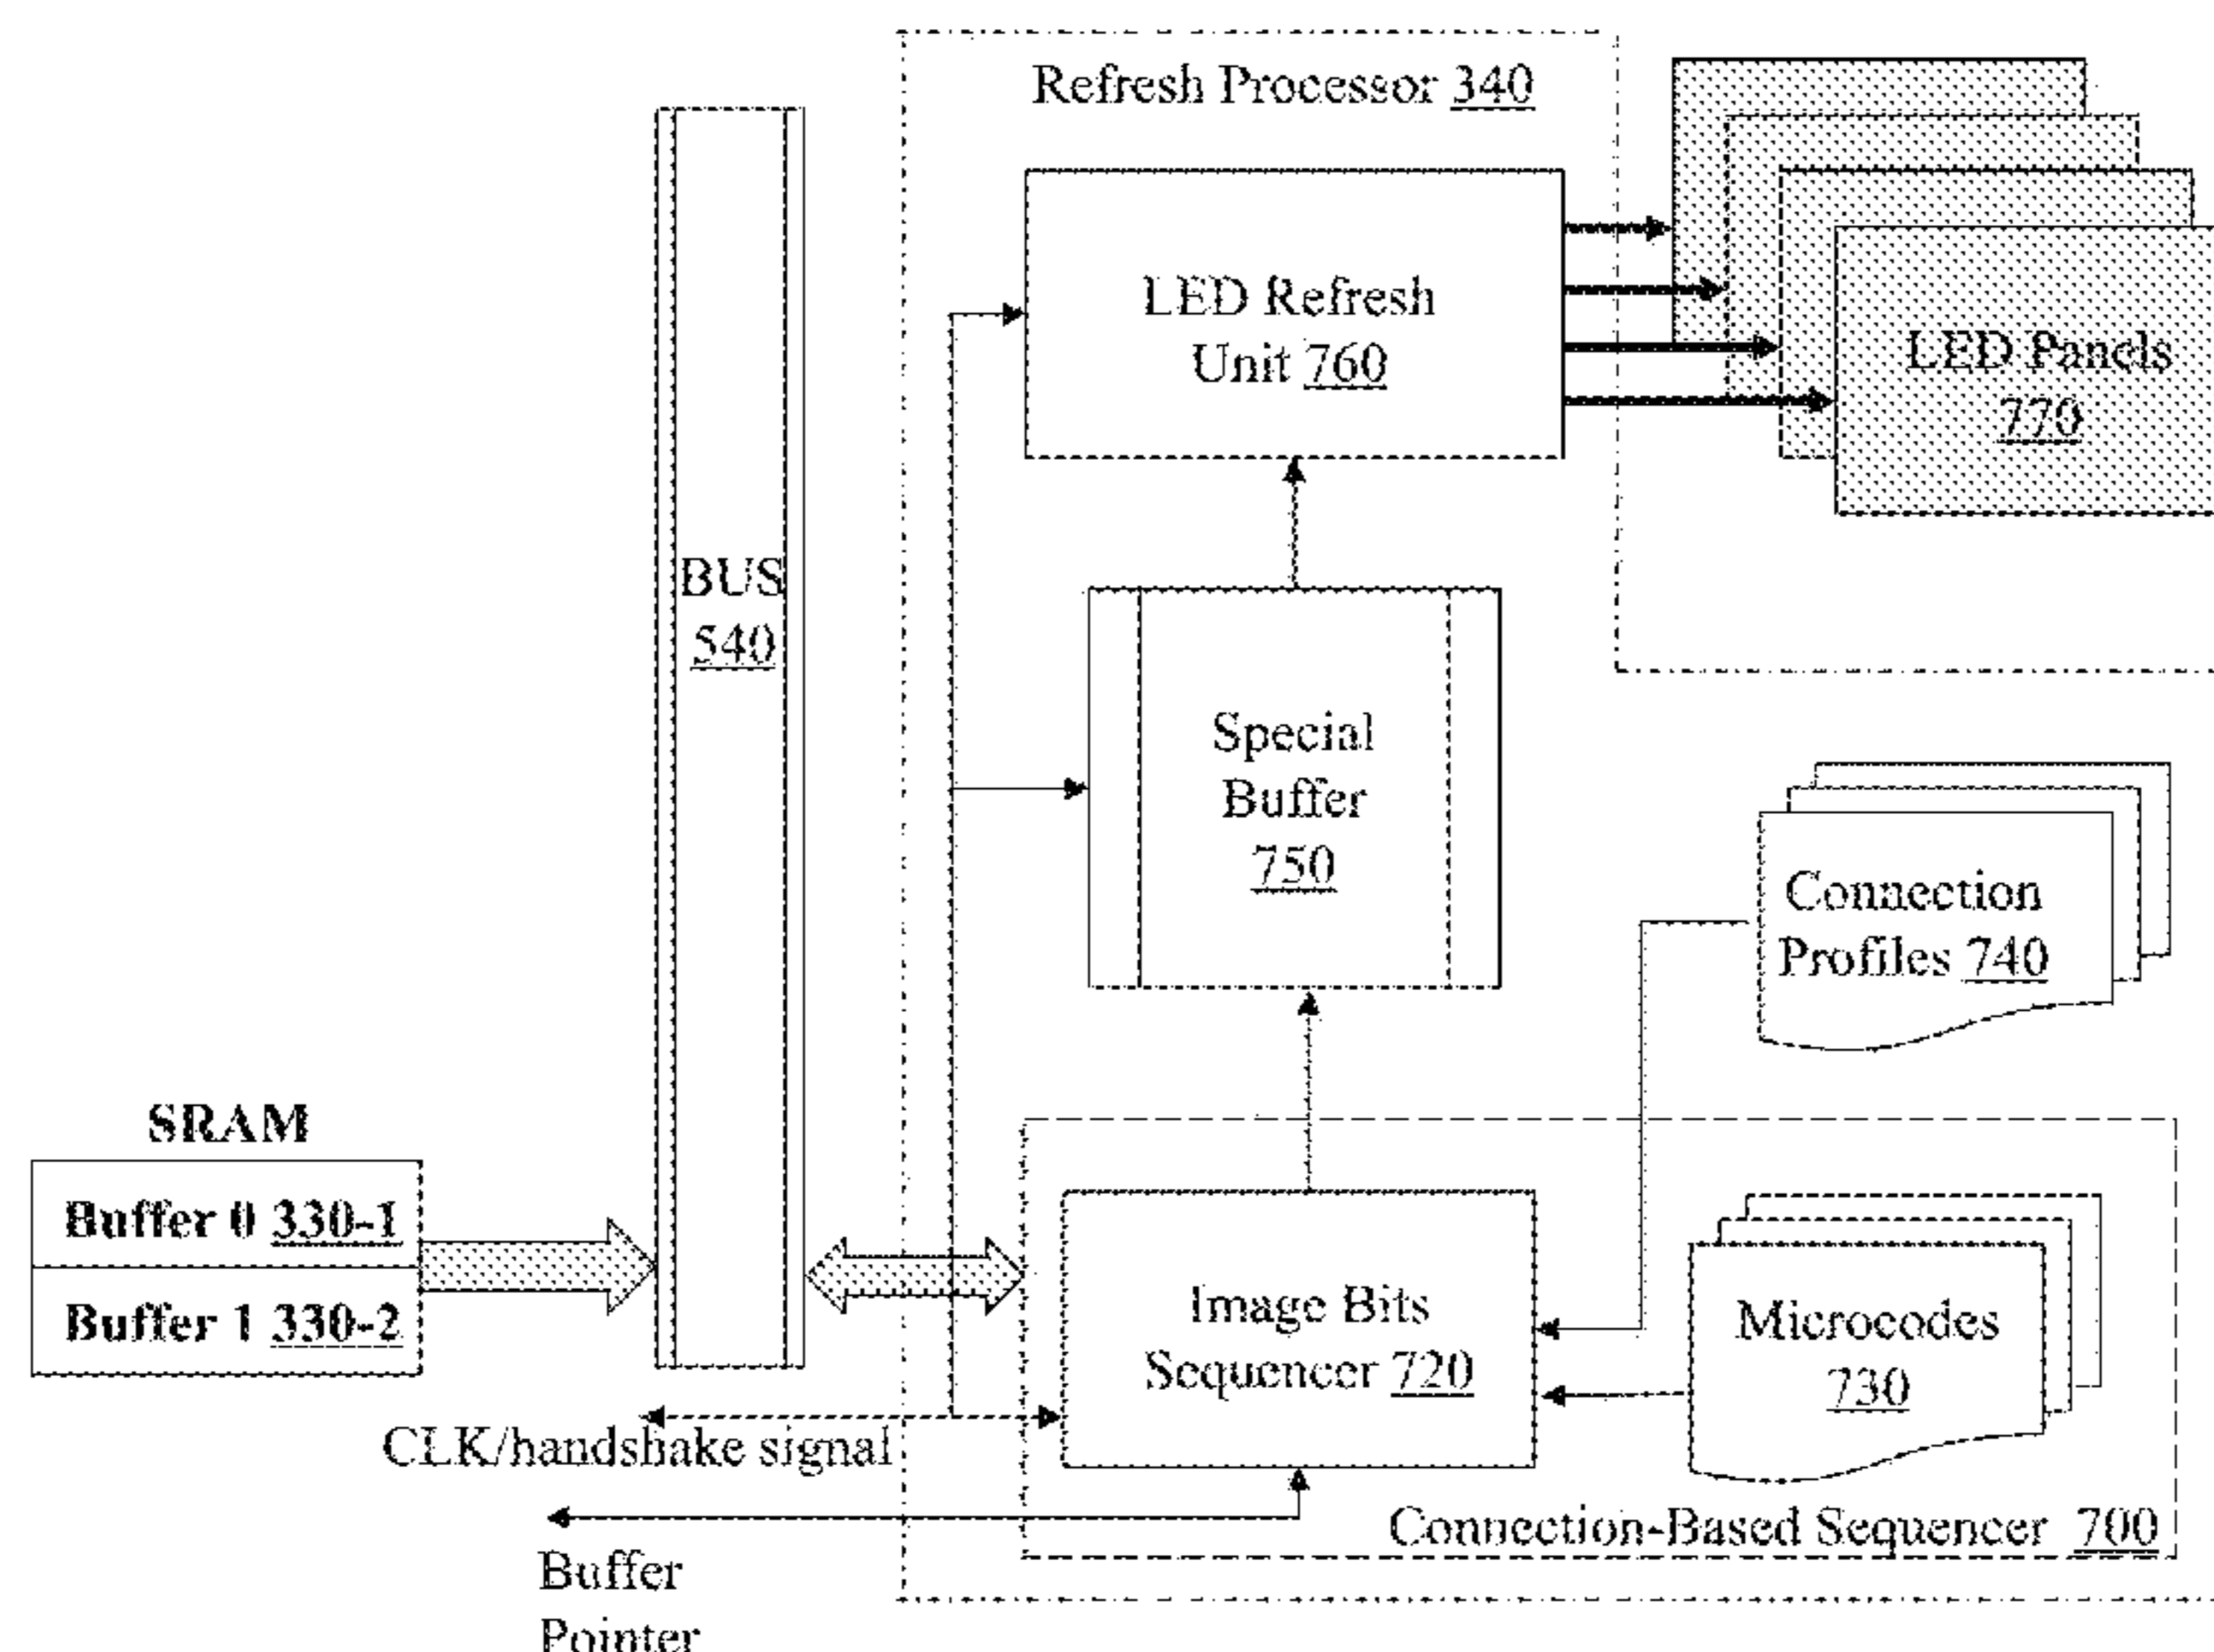 Refresh Processor 340
LED Refresh
Unit 760
LED Panels
770
BUS
540
Special
Buffer
750
Connection
Profiles 740
SRAM
Buffer 0 330-1
Buffer 1 330-2
Image Bits
Sequencer 720
Microcodes
730
CLK/handshake signal
Connection-Based Sequencer 700
Buffer
Pointer